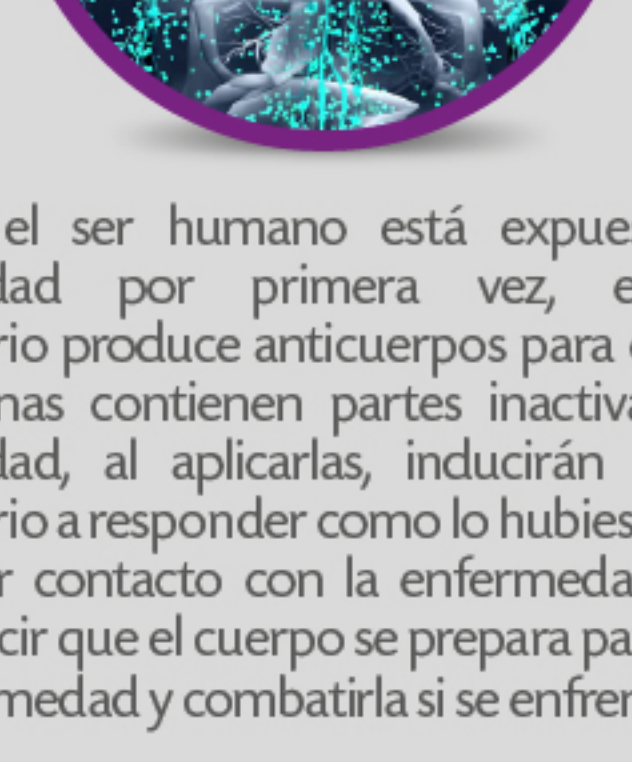 el ser humano está expue
dad por primera vez, e
rio produce anticuerpos para
nas contienen partes inactiva
dad, al aplicarlas, inducirán
rio a responder como lo hubies
r contacto con la enfermeda
cir que el cuerpo se prepara pa
medad y combatirla si se enfren